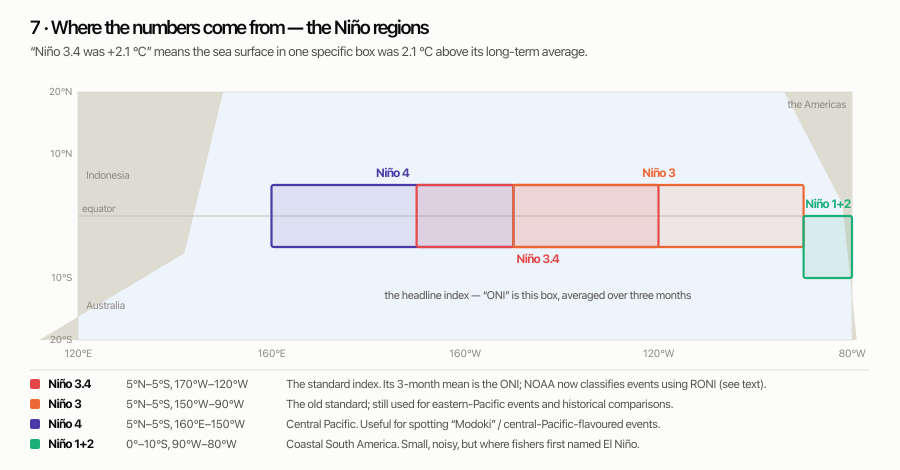 7 · Where the numbers come from — the Niño regions
“Niño 3.4 was +2.1 °C” means the sea surface in one specific box was 2.1 °C above its long-term average.
20°N
the Americas
10°N
Niño 4
Niño 3
Indonesia
equator
Niño 1+2
Niño 3.4
10°S
the headline index — “ONI” is this box, averaged over three months
Australia
20°S
120°E
160°E
160°W
120°W
80°W
Niño 3.4 5°N–5°S, 170°W–120°W The standard index. Its 3-month mean is the ONI; NOAA now classifies events using RONI (see text).
Niño 3 5°N–5°S, 150°W–90°W The old standard; still used for eastern-Pacific events and historical comparisons.
Niño 4 5°N–5°S, 160°E–150°W Central Pacific. Useful for spotting “Modoki” / central-Pacific-flavoured events.
Niño 1+2 0°–10°S, 90°W–80°W Coastal South America. Small, noisy, but where fishers first named El Niño.